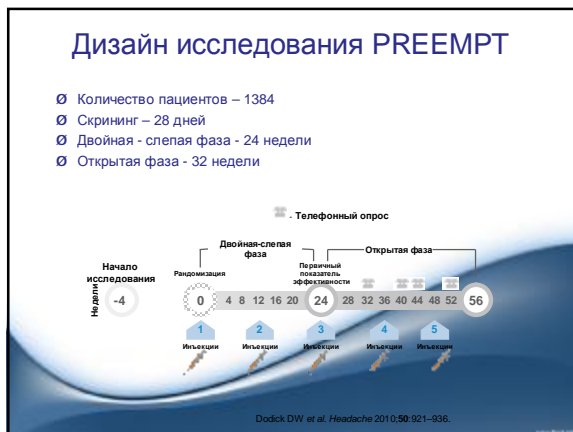 Дизайн исследования PREEMPT
Ø Количество пациентов – 1384
Ø Скрининг – 28 дней
Ø Двойная - слепая фаза - 24 недели
Ø Открытая фаза - 32 недели
- Телефонный опрос
Двойная-слепая фаза
Открытая фаза
Начало исследования
Рандомизация
Первичный показатель эффективности
Недели
-4 0 4 8 12 16 20 24 28 32 36 40 44 48 52 56
1 2 3 4 5
Инъекции Инъекции Инъекции Инъекции Инъекции
Dodick DW et al. Headache 2010;50:921–936.